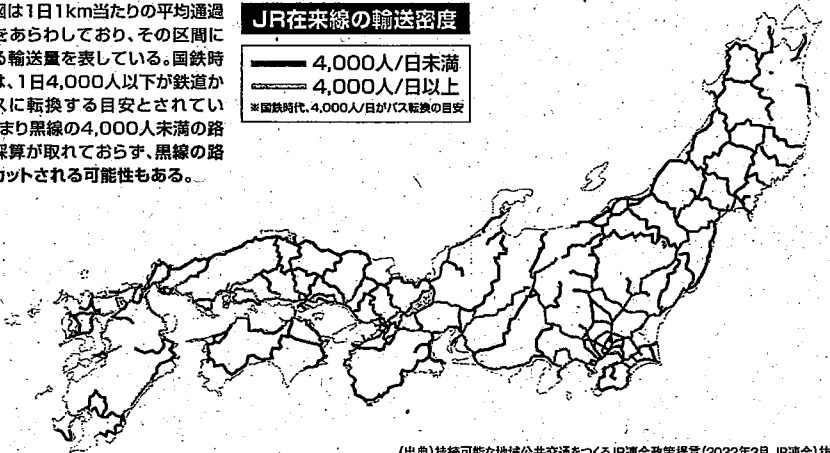 図は1日1km当たりの平均通過
をあらわしており、その区間に
る輸送量を表している。国鉄時
は、1日4,000人以下が鉄道か
スに転換する目安とされてい
まり黒線の4,000人未満の路
採算が取れておらず、黒線の路
カットされる可能性もある。
JR在来線の輸送密度
4,000人/日未満
4,000人/日以上
※国鉄時代、4,000人/日がバス転換の目安
(出典)持続可能な地域公共交通をつくるJR連合政策提言(2022年2月 JR連合)